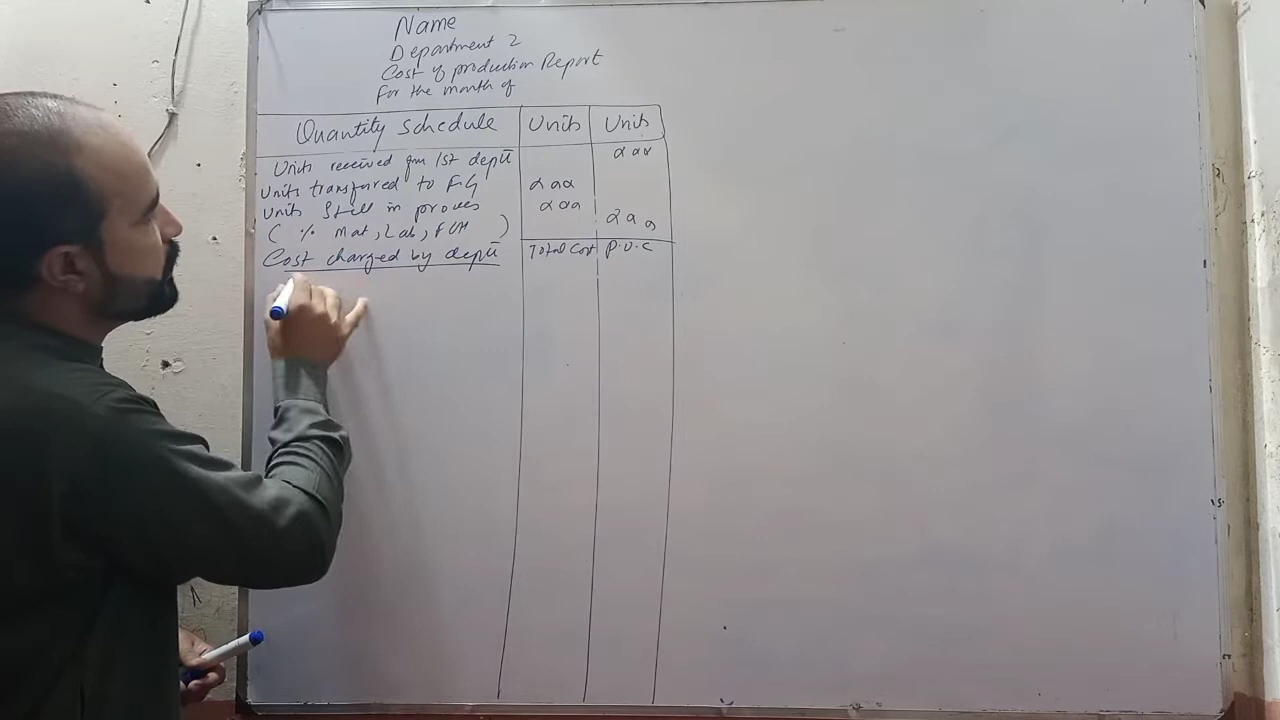 Name
Department 2
Cost of production Report
For the month of
Quantity Schedule Units Units
Units received from 1st deptt xxx
Units transferred to F.G xxx
Units still in process xxx
( % Mat, Lab, FOH ) xxx
Cost charged by deptt Total Cost P.U.C